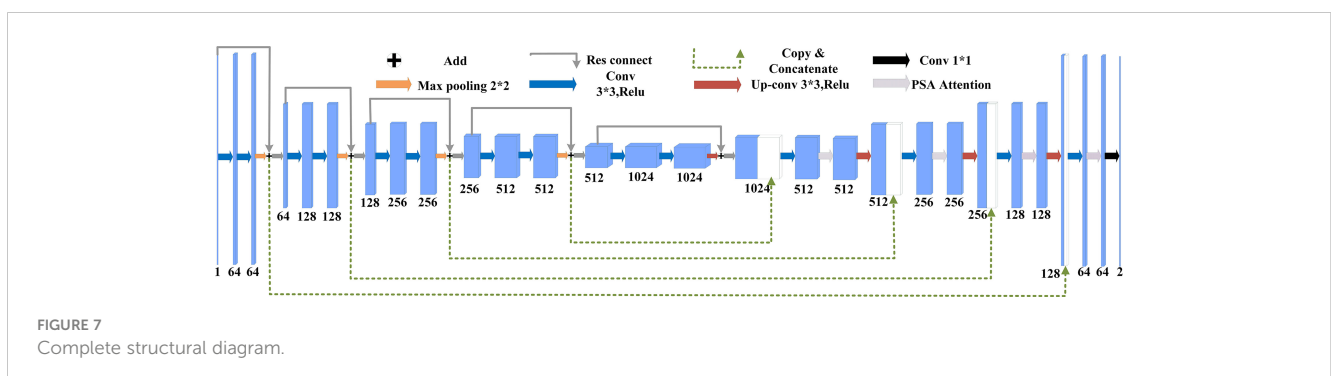 Add
Res connect
Copy &
Concatenate
Conv 1*1
Max pooling 2*2
Conv
3*3,Relu
Up-conv 3*3,Relu
PSA Attention
1 64 64
64 128 128
128 256 256
256 512 512
512 1024 1024
1024 512 512
512 256 256
256 128 128
128 64 64 2
FIGURE 7
Complete structural diagram.